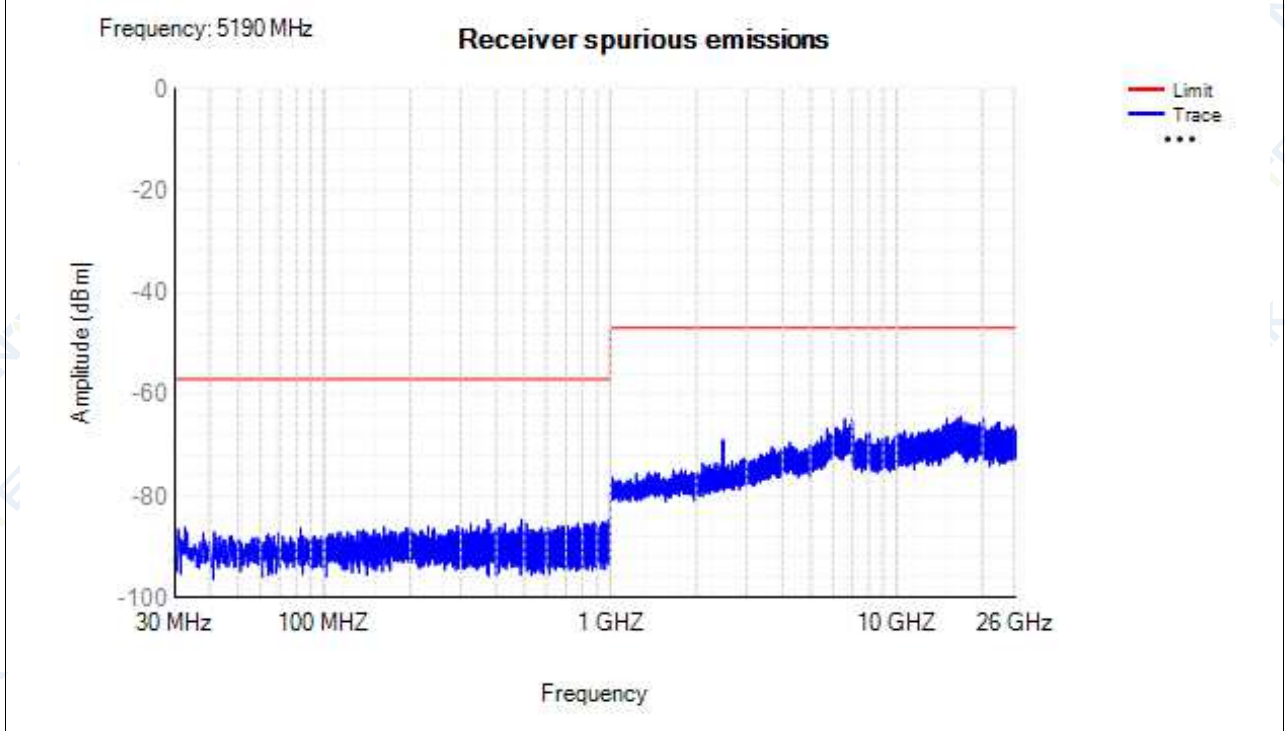 Frequency: 5190 MHz
Receiver spurious emissions
Limit
Trace
•••
Amplitude [dBm]
0
-20
-40
-60
-80
-100
30 MHz 100 MHZ 1 GHZ 10 GHZ 26 GHz
Frequency